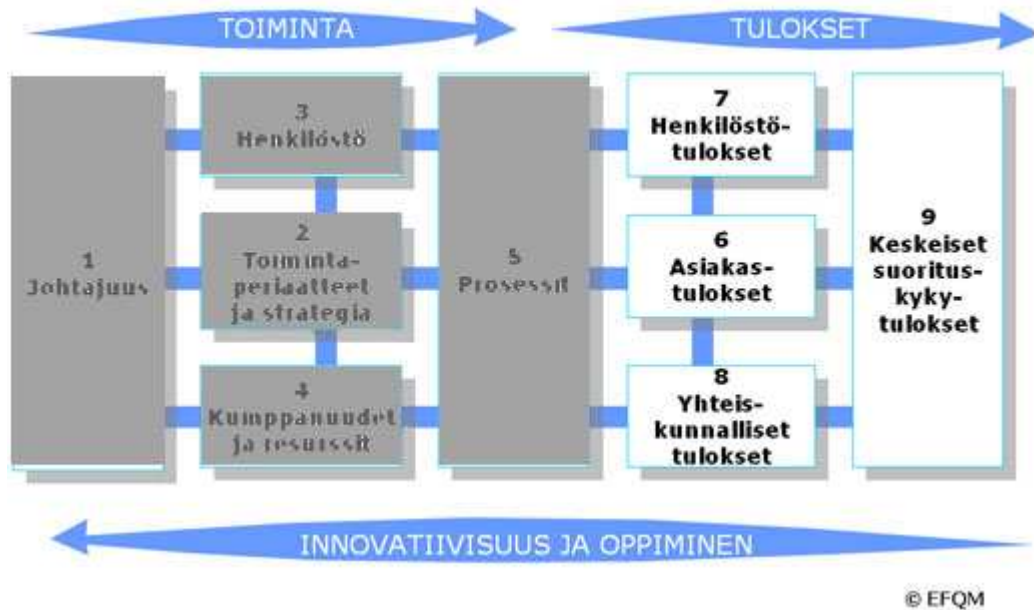 TOIMINTA
TULOKSET
1
Johtajuus
3
Henkilöstö
2
Toiminta-
periaatteet
ja strategia
4
Kumppanuudet
ja resurssit
5
Prosessit
7
Henkilöstö-
tulokset
6
Asiakas-
tulokset
8
Yhteis-
kunnalliset
tulokset
9
Keskeiset
suoritus-
kyky-
tulokset
INNOVATIIVISUUS JA OPPIMINEN
© EFQM